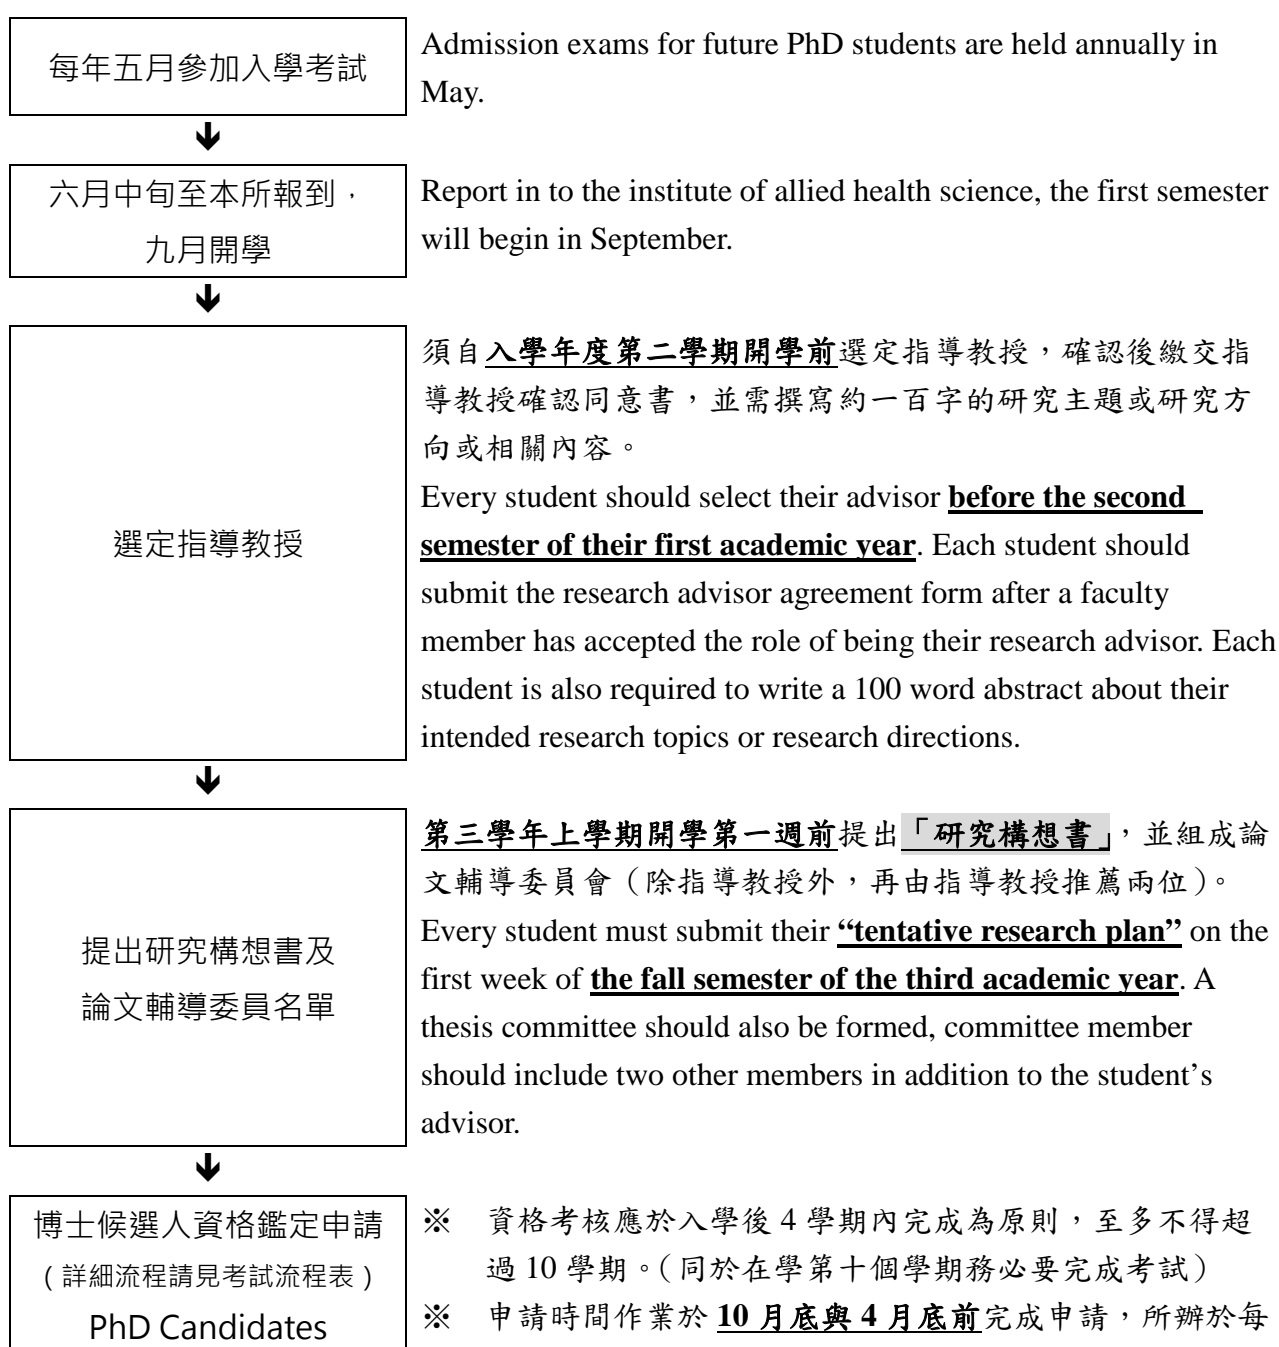 每年五月參加入學考試
Admission exams for future PhD students are held annually in
May.
六月中旬至本所報到，
九月開學
Report in to the institute of allied health science, the first semester
will begin in September.
選定指導教授
須自入學年度第二學期開學前選定指導教授，確認後繳交指
導教授確認同意書，並需撰寫約一百字的研究主題或研究方
向或相關內容。
Every student should select their advisor before the second
semester of their first academic year. Each student should
submit the research advisor agreement form after a faculty
member has accepted the role of being their research advisor. Each
student is also required to write a 100 word abstract about their
intended research topics or research directions.
提出研究構想書及
論文輔導委員名單
第三學年上學期開學第一週前提出「研究構想書」，並組成論
文輔導委員會（除指導教授外，再由指導教授推薦兩位）。
Every student must submit their “tentative research plan” on the
first week of the fall semester of the third academic year. A
thesis committee should also be formed, committee member
should include two other members in addition to the student’s
advisor.
博士候選人資格鑑定申請
（詳細流程請見考試流程表）
PhD Candidates
※ 資格考核應於入學後 4 學期內完成為原則，至多不得超
過 10 學期。（同於在學第十個學期務必要完成考試）
※ 申請時間作業於 10 月底與 4 月底前完成申請，所辦於每